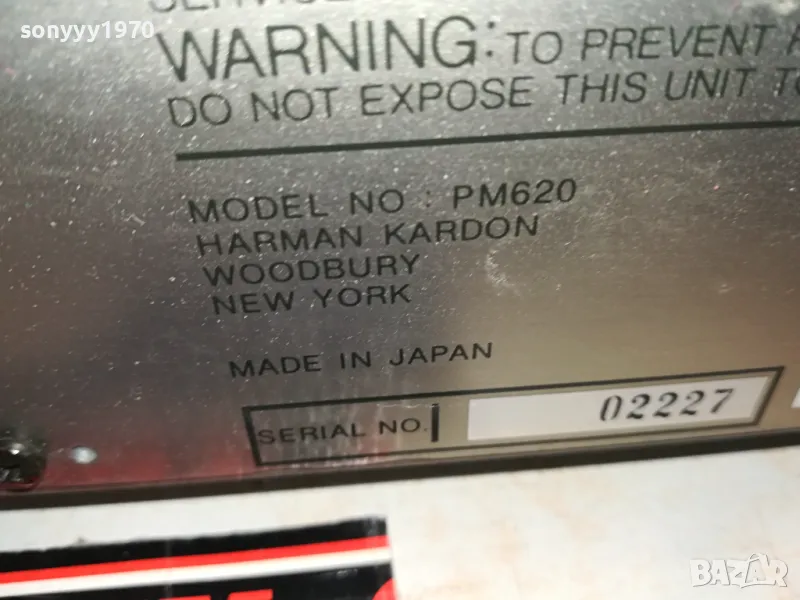 sonyyy1970
SERVICE
WARNING: TO PREVENT
DO NOT EXPOSE THIS UNIT
MODEL NO : PM620
HARMAN KARDON
WOODBURY
NEW YORK
MADE IN JAPAN
SERIAL NO. 02227
BAZAR